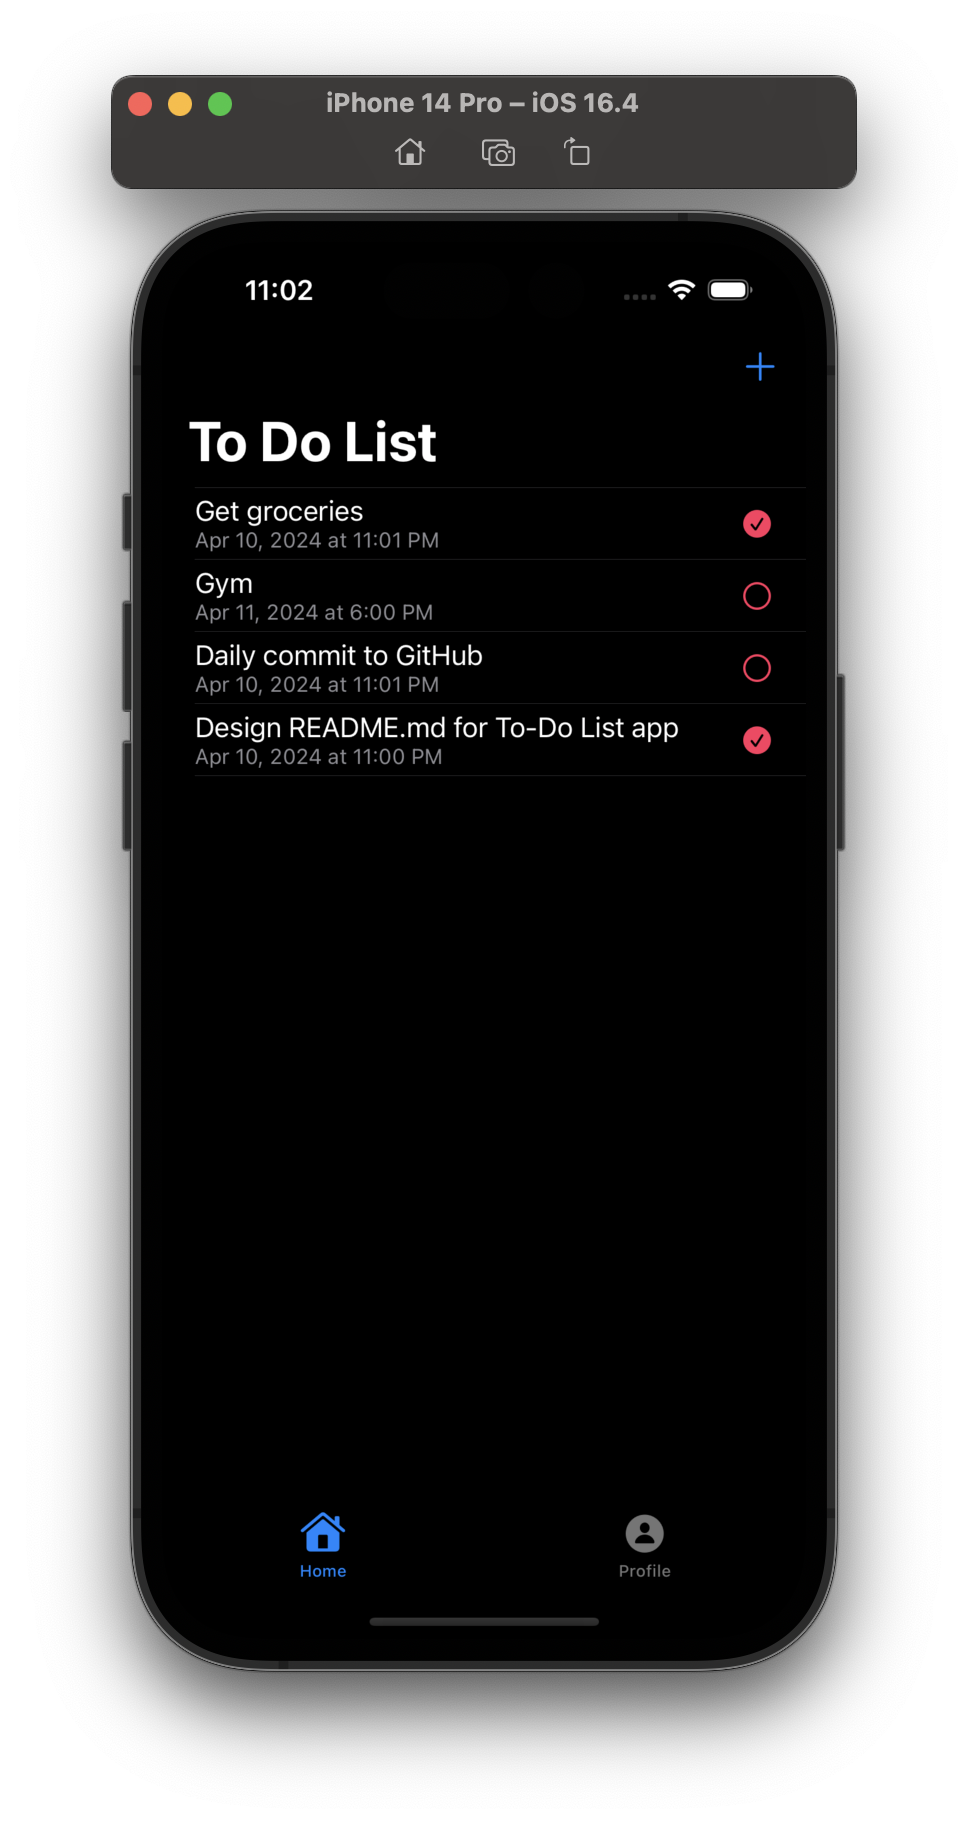 iPhone 14 Pro – iOS 16.4
11:02
To Do List
Get groceries
Apr 10, 2024 at 11:01 PM
Gym
Apr 11, 2024 at 6:00 PM
Daily commit to GitHub
Apr 10, 2024 at 11:01 PM
Design README.md for To-Do List app
Apr 10, 2024 at 11:00 PM
Home
Profile